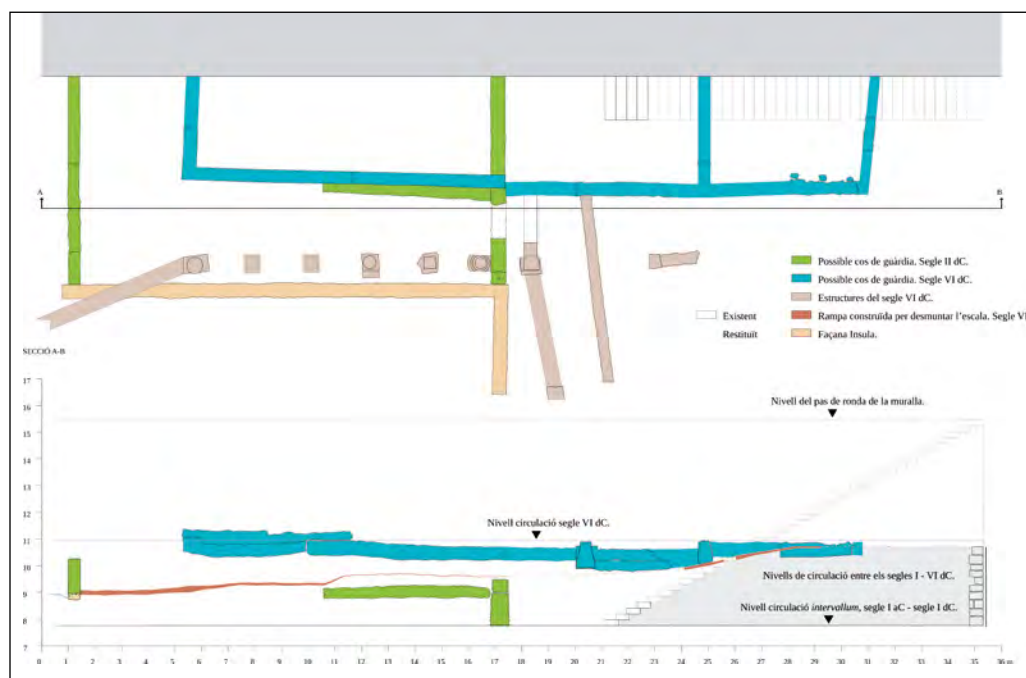 A
B
Possible cos de guàrdia. Segle II dC.
Possible cos de guàrdia. Segle VI dC.
Estructures del segle VI dC.
Existent
Rampa construïda per desmuntar l'escala. Segle VI
Restituït
Façana Insula.
SECCIÓ A-B
17
16
15
14
13
12
11
10
9
8
7
Nivell del pas de ronda de la muralla.
Nivell circulació segle VI dC.
Nivells de circulació entre els segles I - VI dC.
Nivell circulació intervallum, segle I aC - segle I dC.
0 1 2 3 4 5 6 7 8 9 10 11 12 13 14 15 16 17 18 19 20 21 22 23 24 25 26 27 28 29 30 31 32 33 34 35 36 m